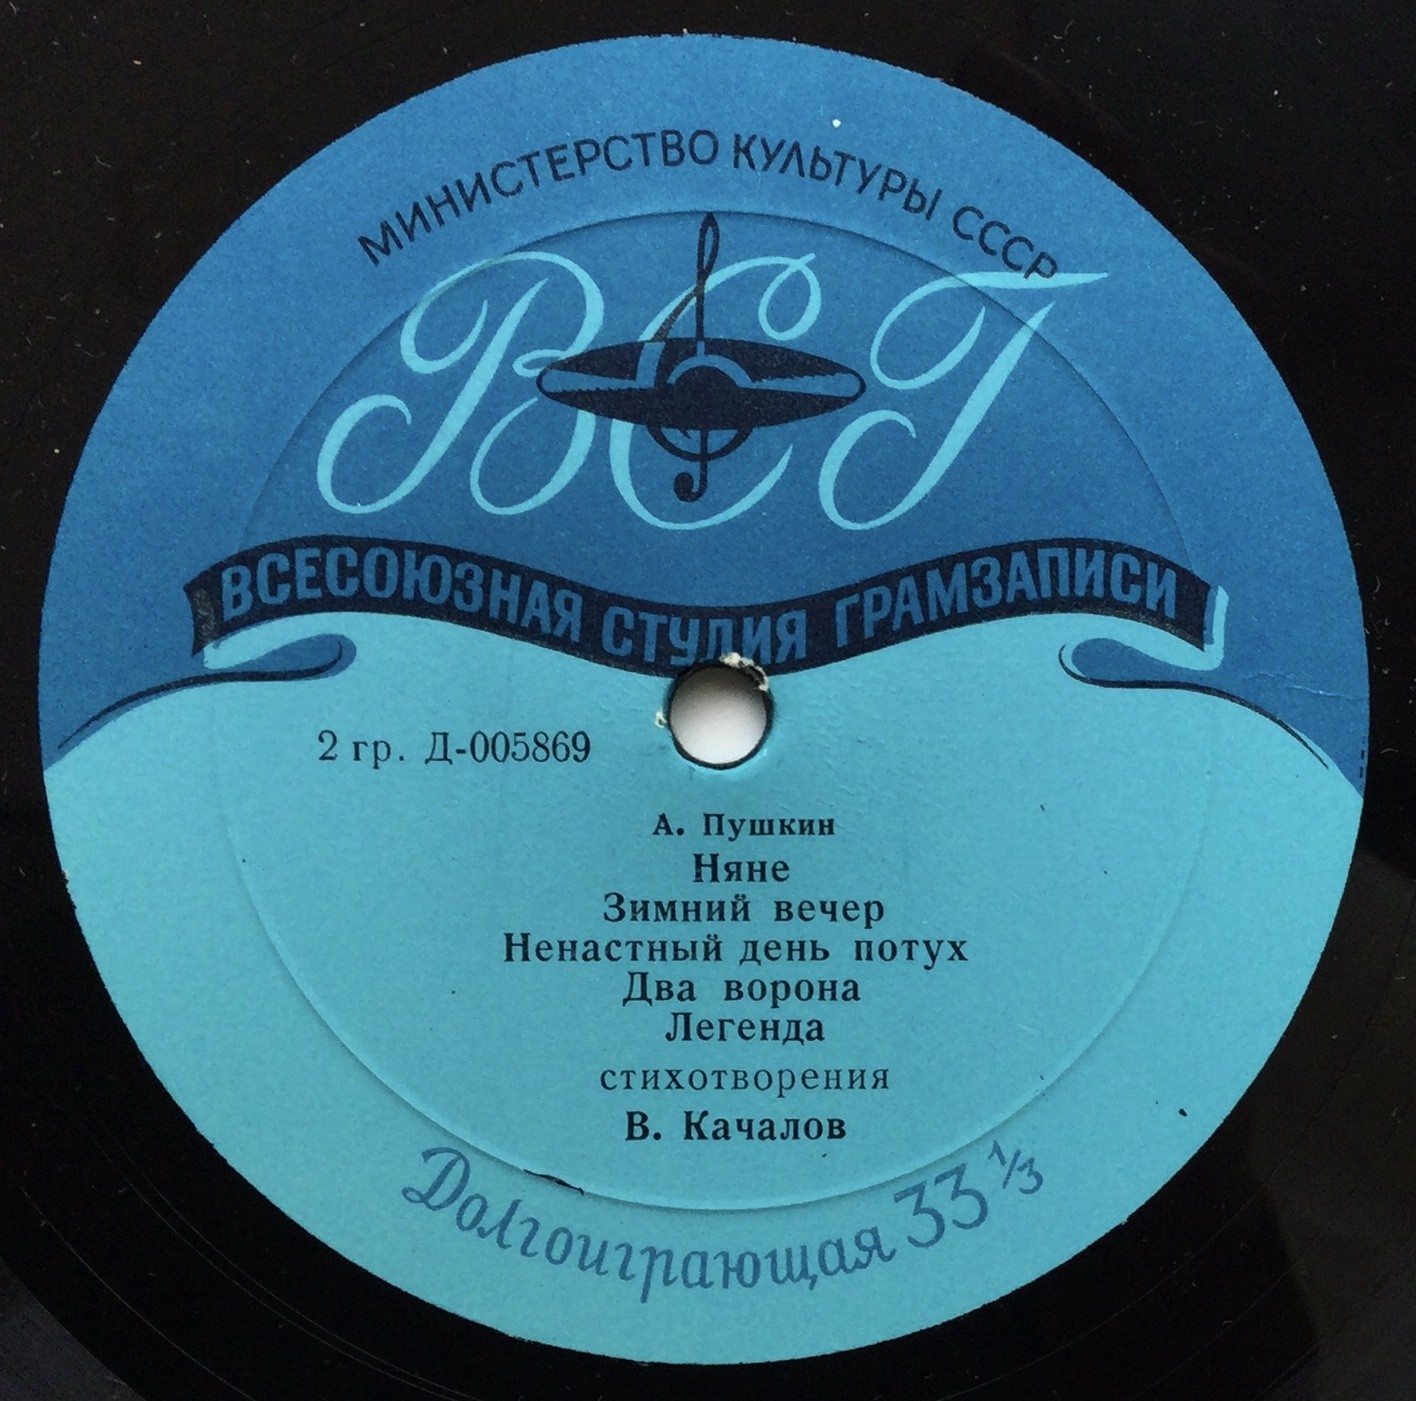 МИНИСТЕРСТВО КУЛЬТУРЫ СССР
ВСГ
ВСЕСОЮЗНАЯ СТУДИЯ ГРАМЗАПИСИ
2 гр. Д-005869
А. Пушкин
Няне
Зимний вечер
Ненастный день потух
Два ворона
Легенда
стихотворения
В. Качалов
Долгоиграющая 33 1/3